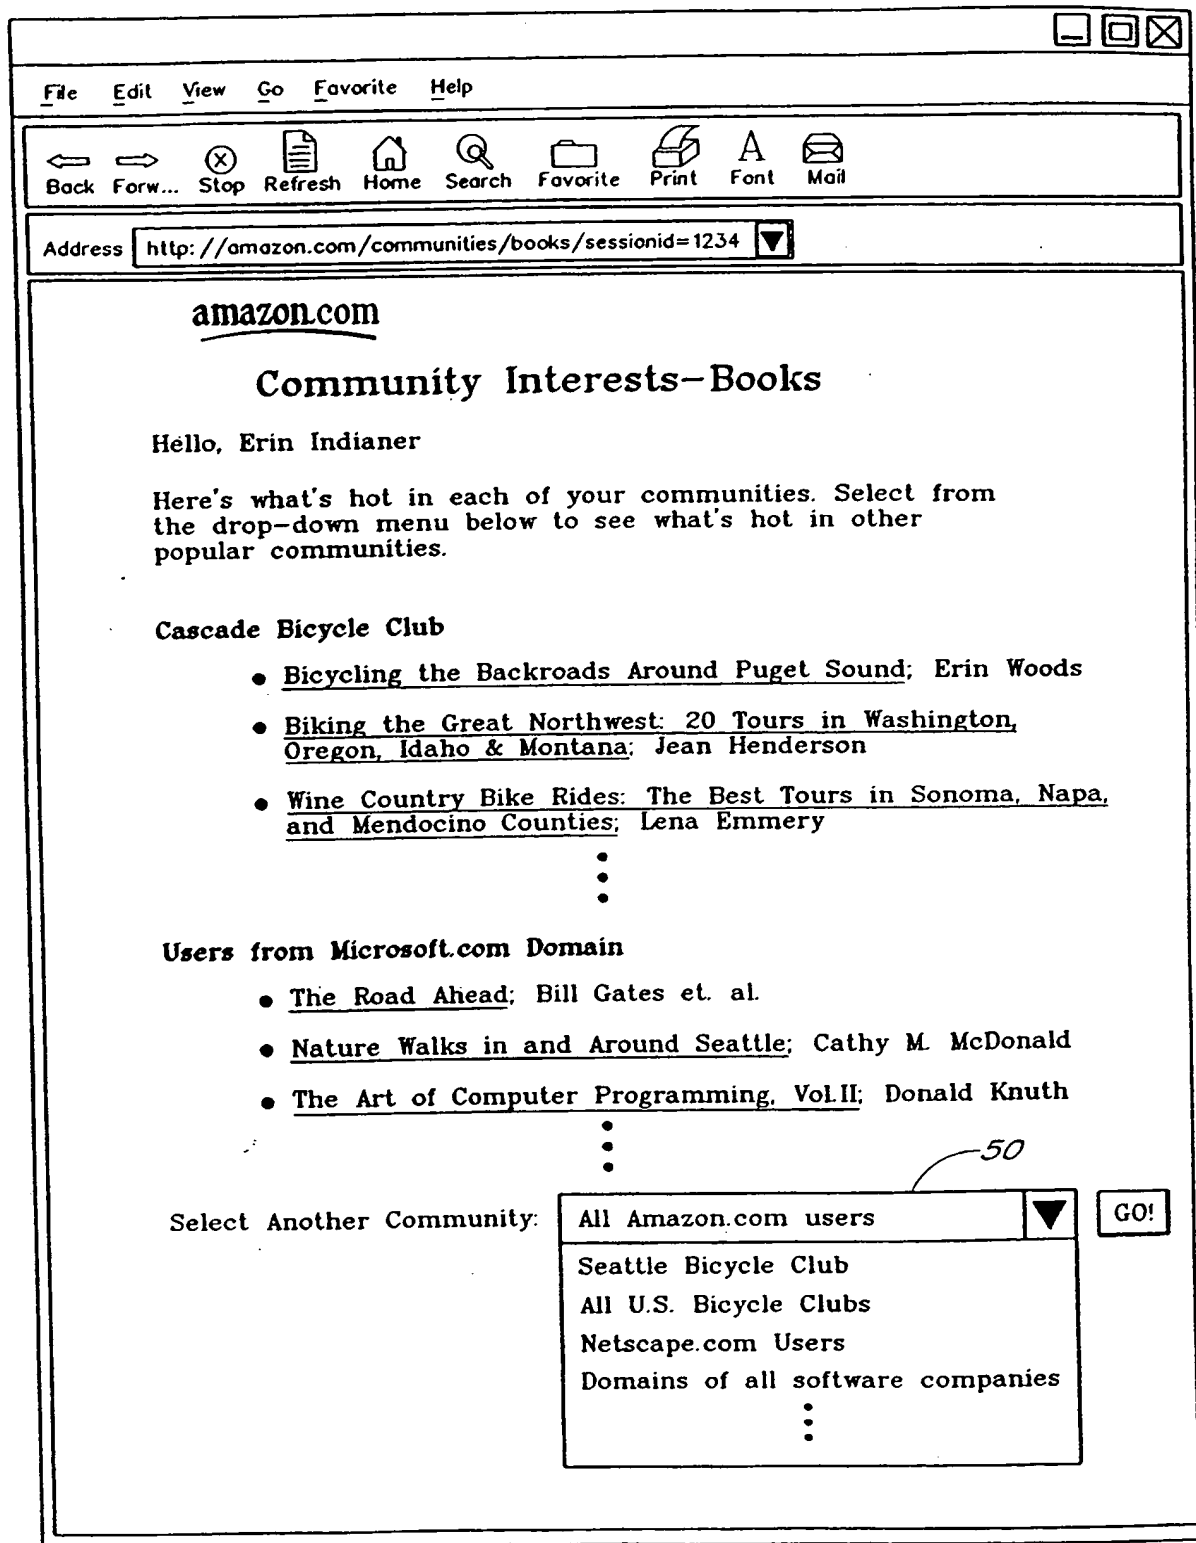 File Edit View Go Favorite Help
Back Forw... Stop Refresh Home Search Favorite Print Font Mail
Address http://amazon.com/communities/books/sessionid=1234
amazon.com
Community Interests-Books
Hello, Erin Indianer
Here's what's hot in each of your communities. Select from
the drop-down menu below to see what's hot in other
popular communities.
Cascade Bicycle Club
• Bicycling the Backroads Around Puget Sound; Erin Woods
• Biking the Great Northwest: 20 Tours in Washington,
Oregon, Idaho & Montana; Jean Henderson
• Wine Country Bike Rides: The Best Tours in Sonoma, Napa,
and Mendocino Counties; Lena Emmery
Users from Microsoft.com Domain
• The Road Ahead; Bill Gates et. al.
• Nature Walks in and Around Seattle; Cathy M. McDonald
• The Art of Computer Programming, Vol.II; Donald Knuth
50
Select Another Community: All Amazon.com users GO!
Seattle Bicycle Club
All U.S. Bicycle Clubs
Netscape.com Users
Domains of all software companies